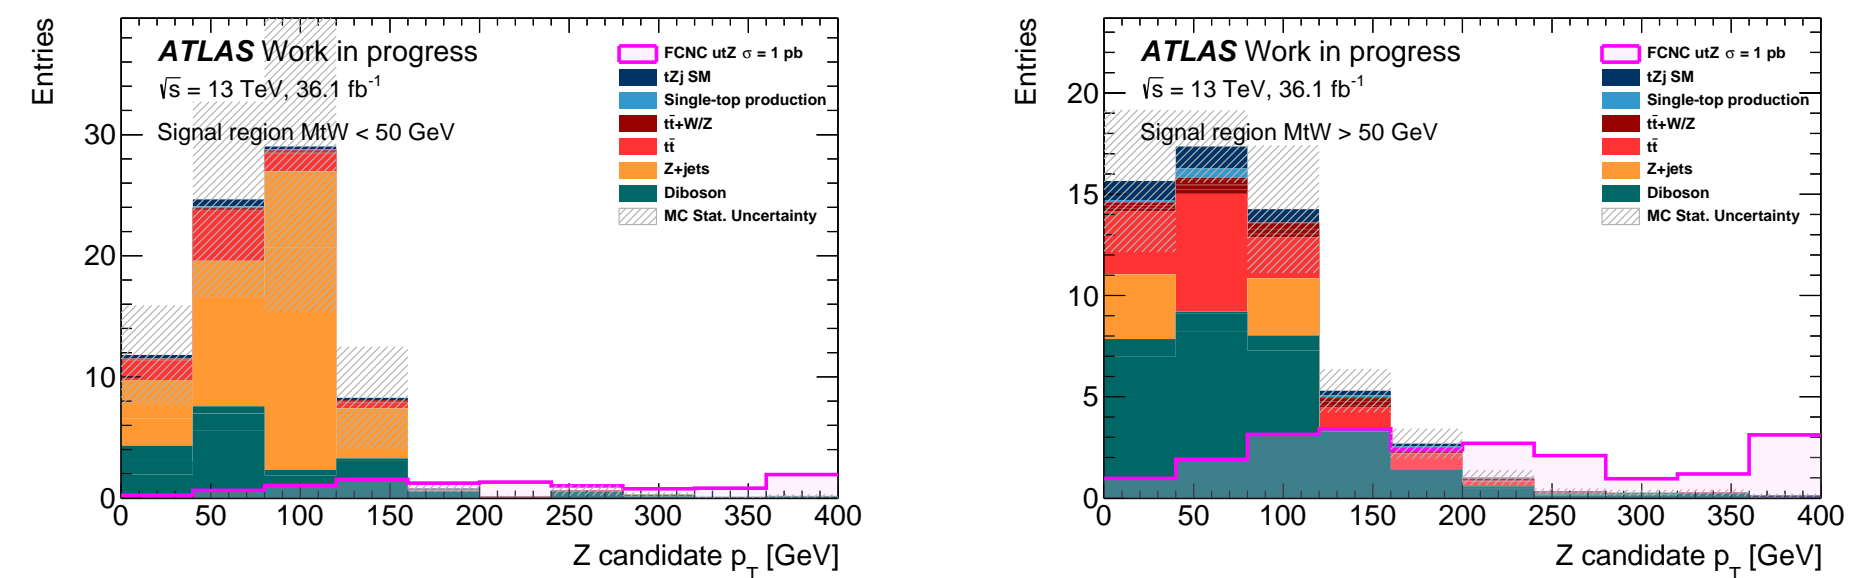 Entries
ATLAS Work in progress
√s = 13 TeV, 36.1 fb⁻¹
Signal region MtW < 50 GeV
FCNC utZ σ = 1 pb
tZj SM
Single-top production
tt̄+W/Z
tt̄
Z+jets
Diboson
MC Stat. Uncertainty
30
20
10
0
0 50 100 150 200 250 300 350 400
Z candidate p_T [GeV]
Entries
ATLAS Work in progress
√s = 13 TeV, 36.1 fb⁻¹
Signal region MtW > 50 GeV
FCNC utZ σ = 1 pb
tZj SM
Single-top production
tt̄+W/Z
tt̄
Z+jets
Diboson
MC Stat. Uncertainty
20
15
10
5
0
0 50 100 150 200 250 300 350 400
Z candidate p_T [GeV]